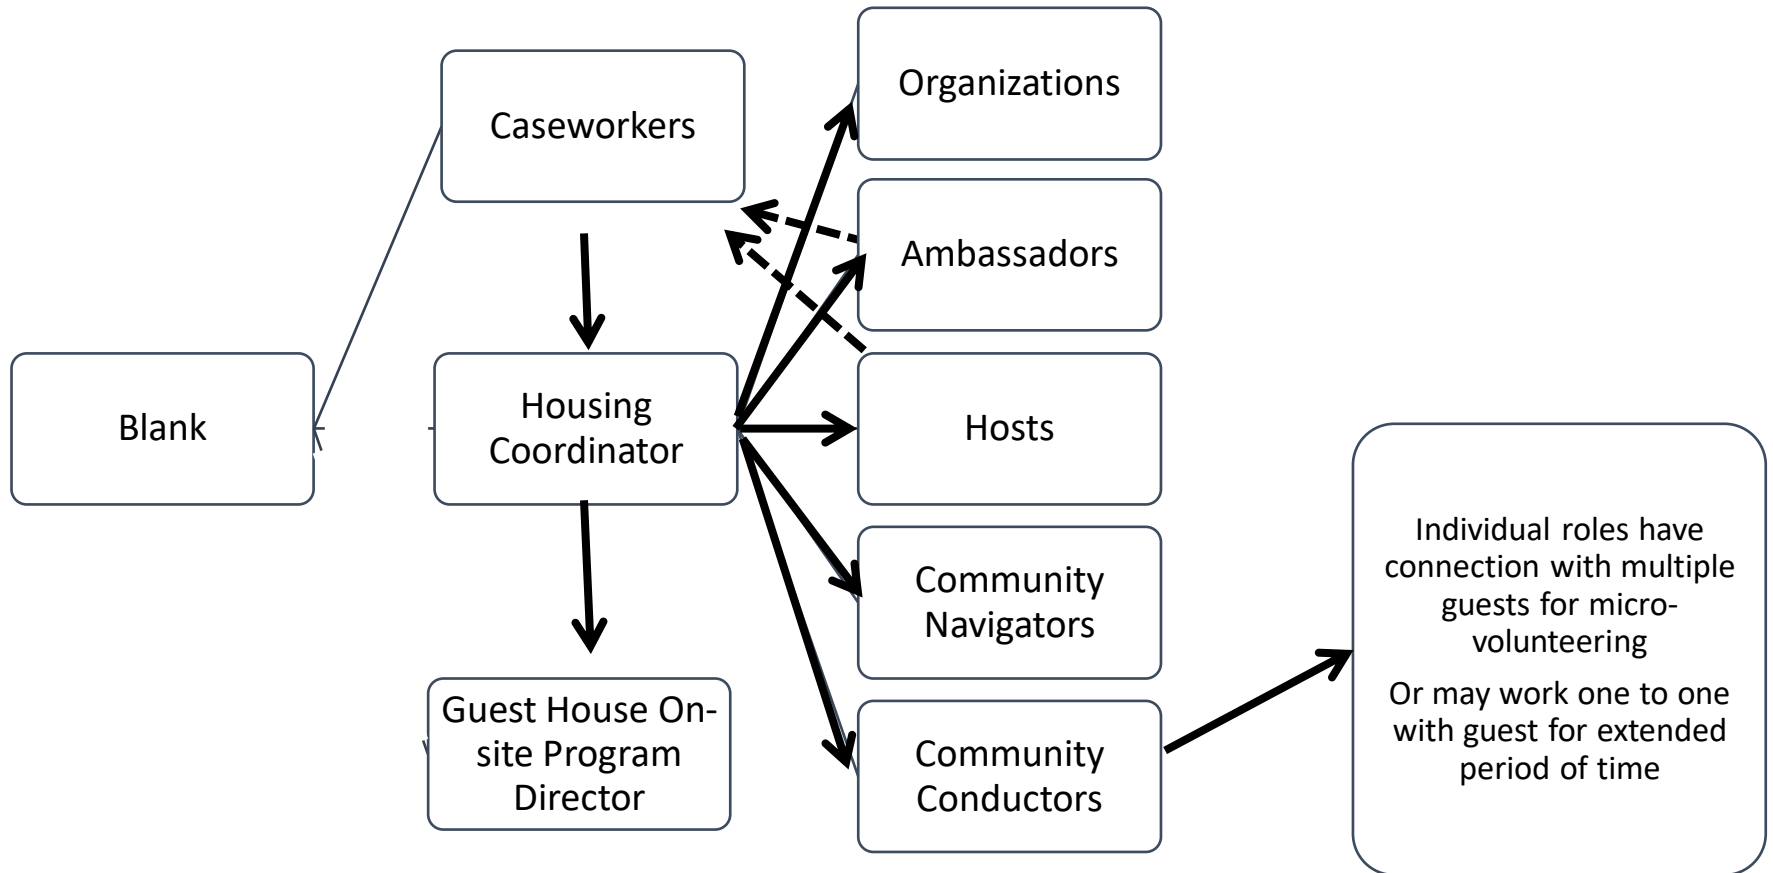 Organizations
Caseworkers
Ambassadors
Blank
Housing
Coordinator
Hosts
Community
Navigators
Guest House On-
site Program
Director
Community
Conductors
Individual roles have
connection with multiple
guests for micro-
volunteering
Or may work one to one
with guest for extended
period of time